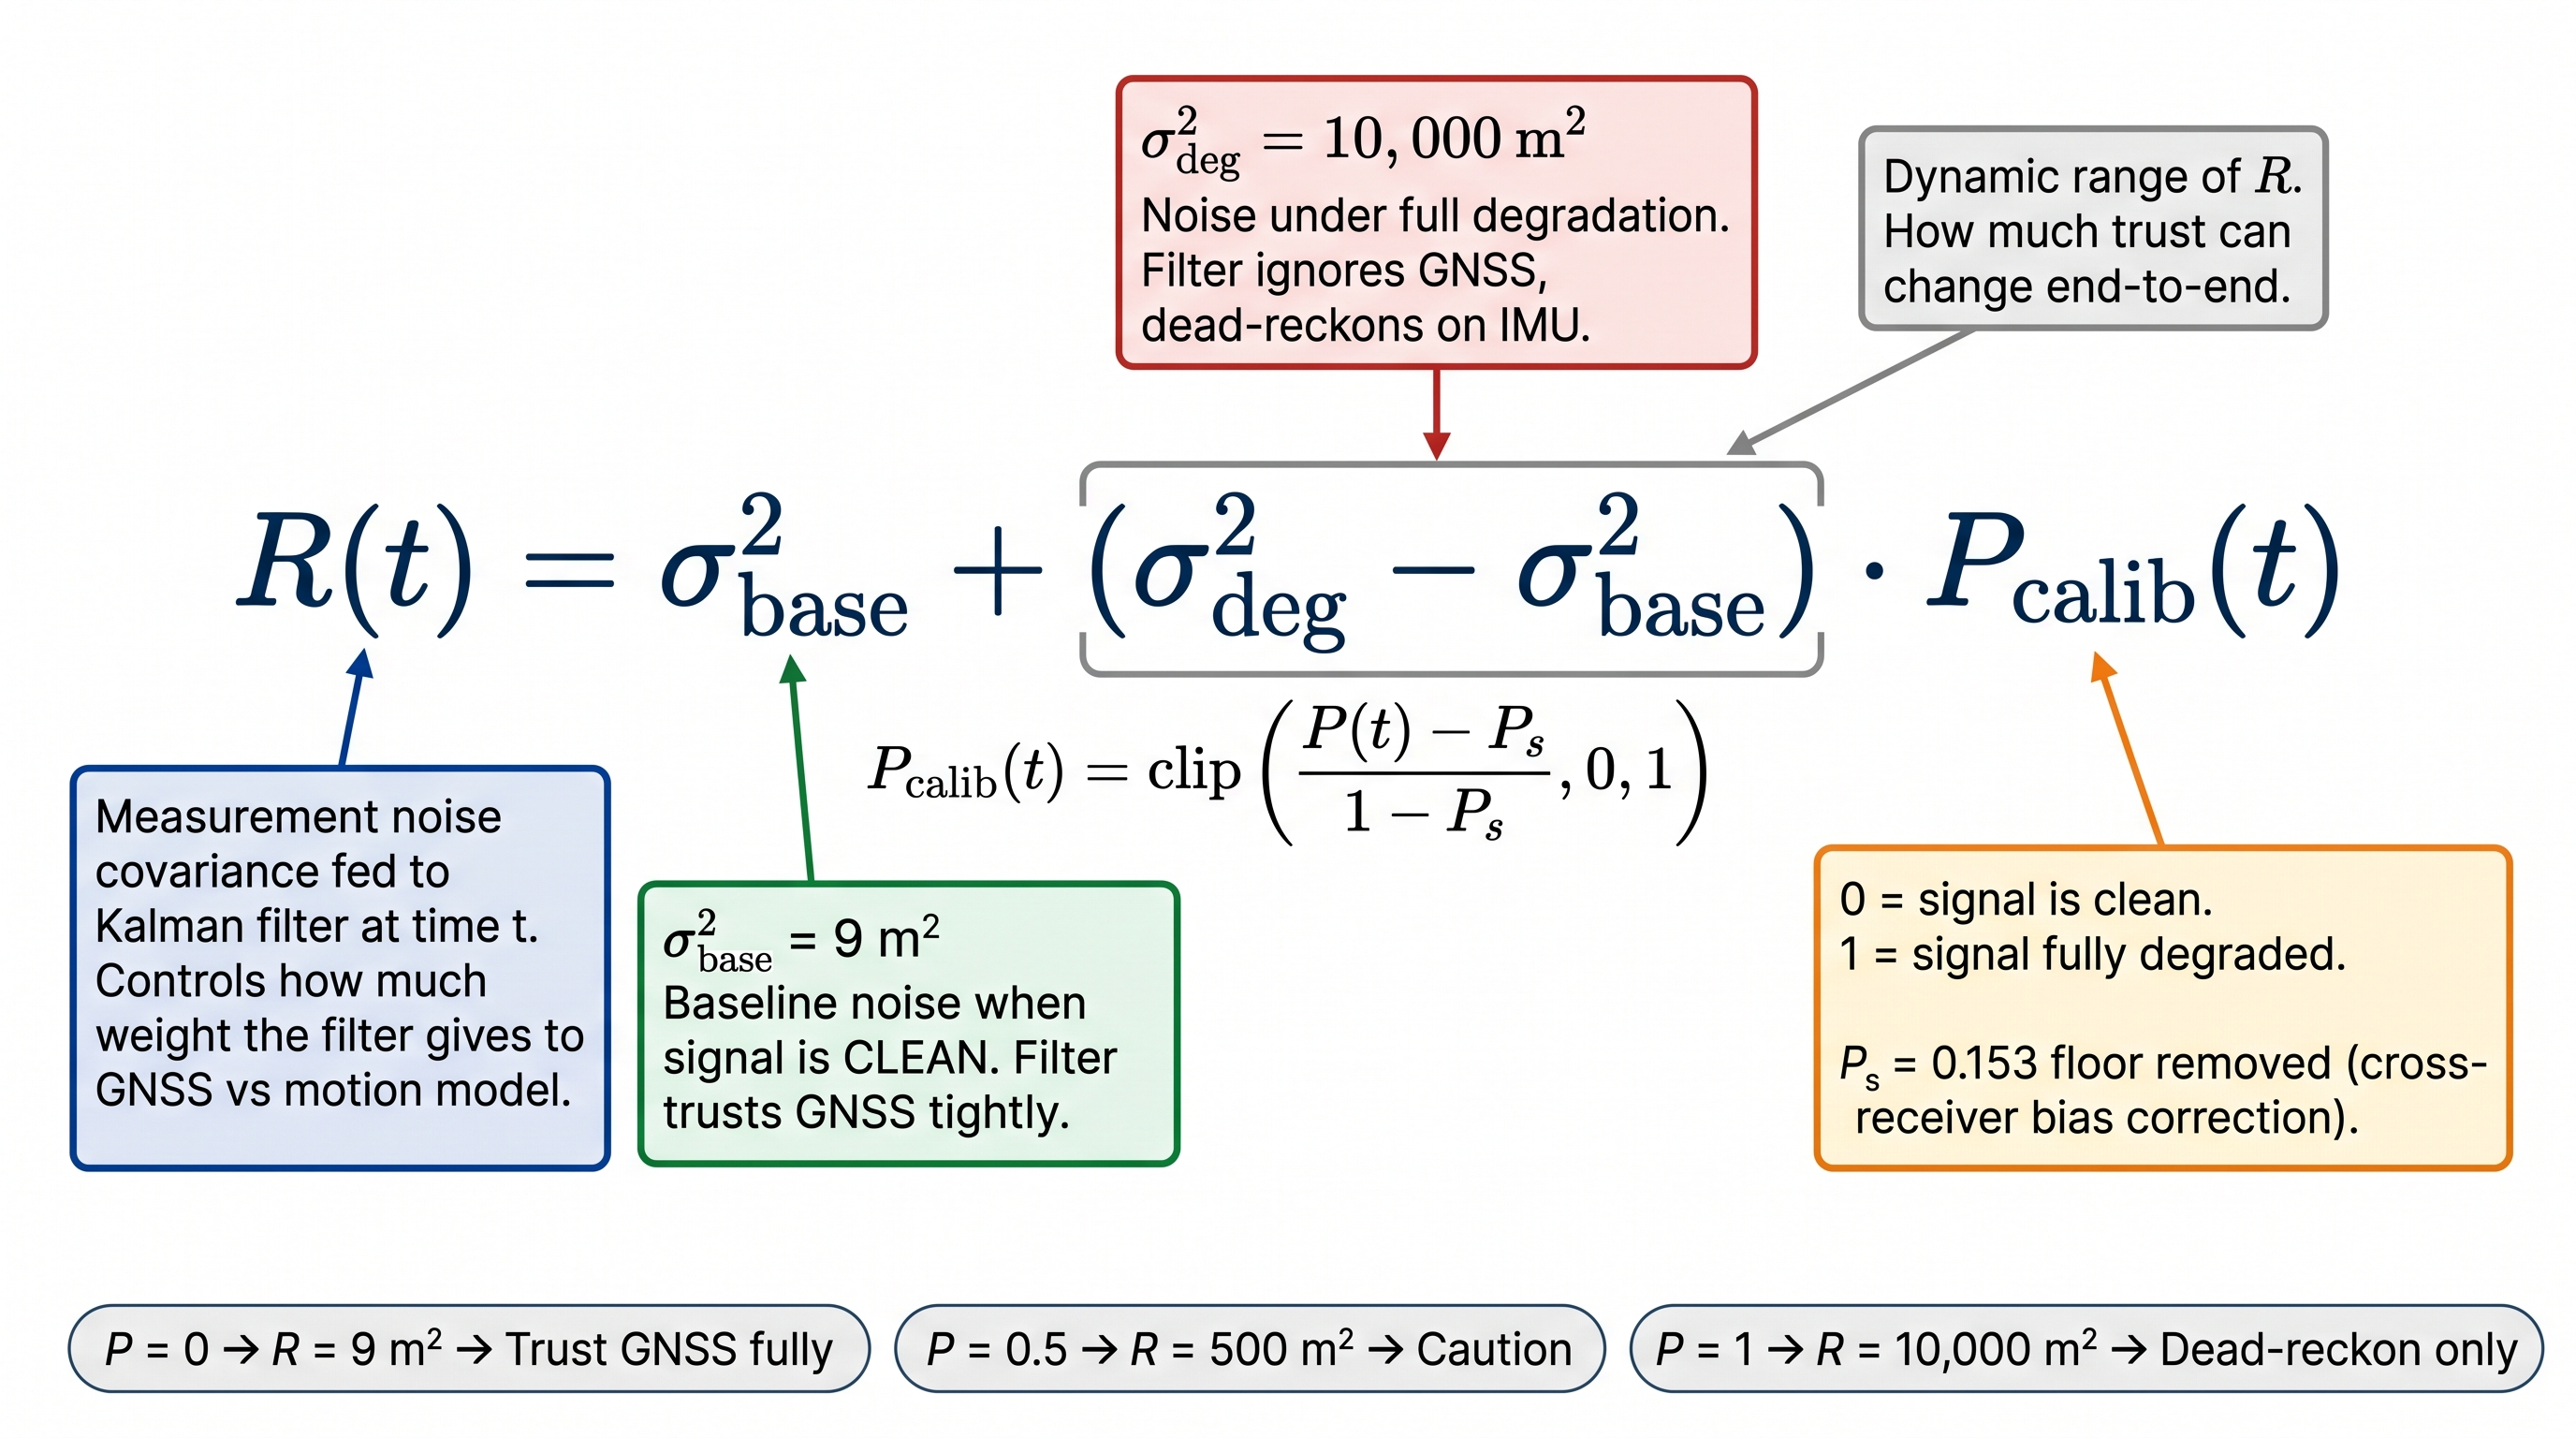 σ²_deg = 10,000 m²
Noise under full degradation.
Filter ignores GNSS,
dead-reckons on IMU.
Dynamic range of R.
How much trust can
change end-to-end.
R(t) = σ²_base + (σ²_deg − σ²_base) · P_calib(t)
P_calib(t) = clip((P(t) − P_s)/(1 − P_s), 0, 1)
Measurement noise
covariance fed to
Kalman filter at time t.
Controls how much
weight the filter gives to
GNSS vs motion model.
σ²_base = 9 m²
Baseline noise when
signal is CLEAN. Filter
trusts GNSS tightly.
0 = signal is clean.
1 = signal fully degraded.
P_s = 0.153 floor removed (cross-
receiver bias correction).
P = 0 → R = 9 m² → Trust GNSS fully
P = 0.5 → R = 500 m² → Caution
P = 1 → R = 10,000 m² → Dead-reckon only